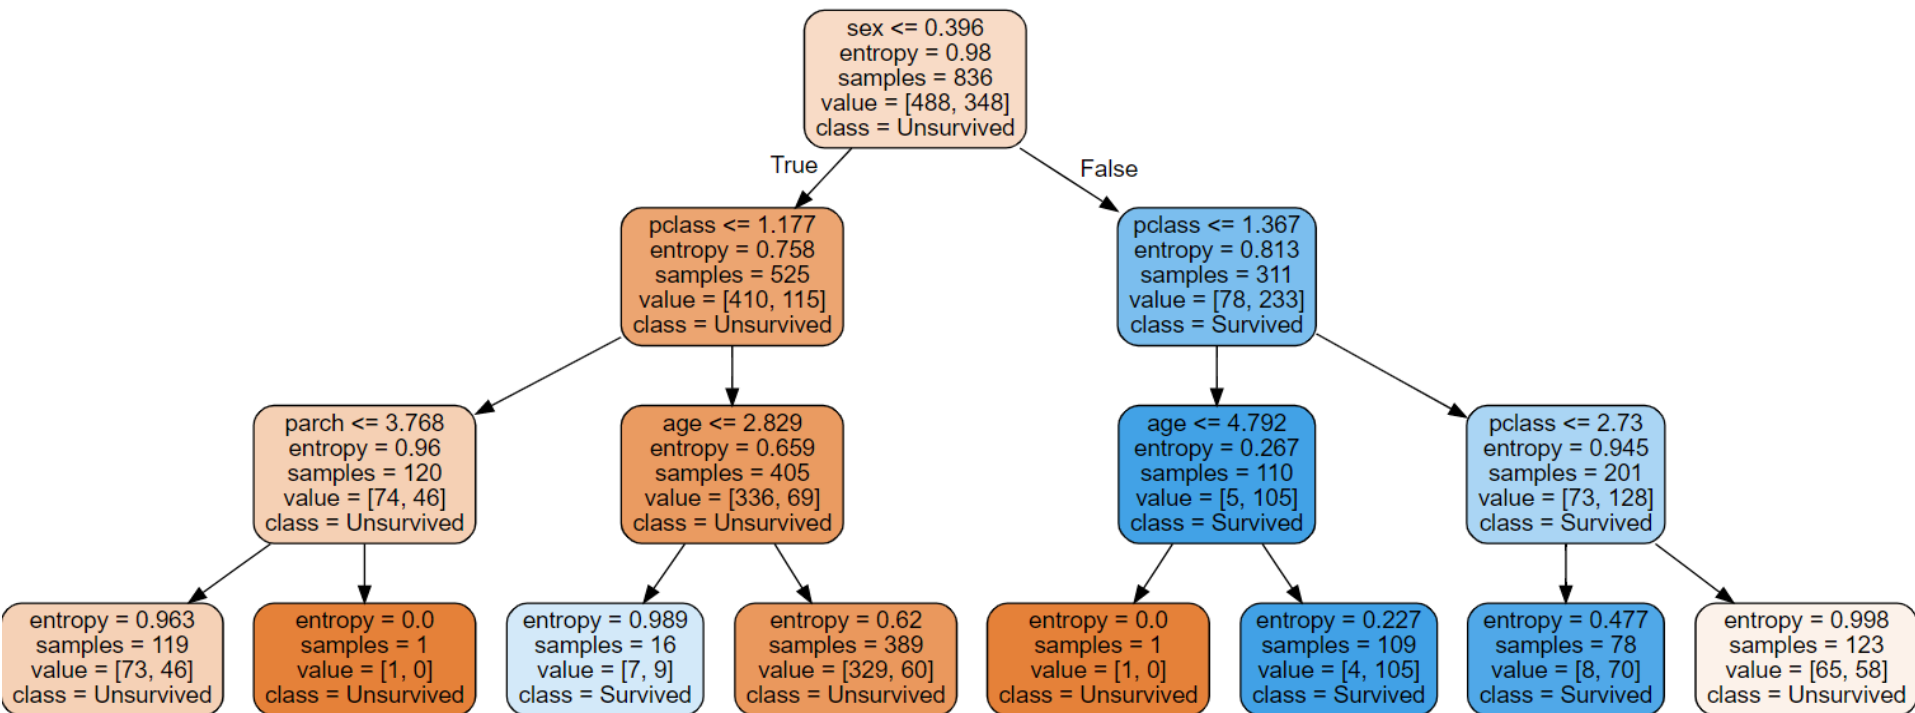 sex <= 0.396
entropy = 0.98
samples = 836
value = [488, 348]
class = Unsurvived
True
False
pclass <= 1.177
entropy = 0.758
samples = 525
value = [410, 115]
class = Unsurvived
pclass <= 1.367
entropy = 0.813
samples = 311
value = [78, 233]
class = Survived
parch <= 3.768
entropy = 0.96
samples = 120
value = [74, 46]
class = Unsurvived
age <= 2.829
entropy = 0.659
samples = 405
value = [336, 69]
class = Unsurvived
age <= 4.792
entropy = 0.267
samples = 110
value = [5, 105]
class = Survived
pclass <= 2.73
entropy = 0.945
samples = 201
value = [73, 128]
class = Survived
entropy = 0.963
samples = 119
value = [73, 46]
class = Unsurvived
entropy = 0.0
samples = 1
value = [1, 0]
class = Unsurvived
entropy = 0.989
samples = 16
value = [7, 9]
class = Survived
entropy = 0.62
samples = 389
value = [329, 60]
class = Unsurvived
entropy = 0.0
samples = 1
value = [1, 0]
class = Unsurvived
entropy = 0.227
samples = 109
value = [4, 105]
class = Survived
entropy = 0.477
samples = 78
value = [8, 70]
class = Survived
entropy = 0.998
samples = 123
value = [65, 58]
class = Unsurvived